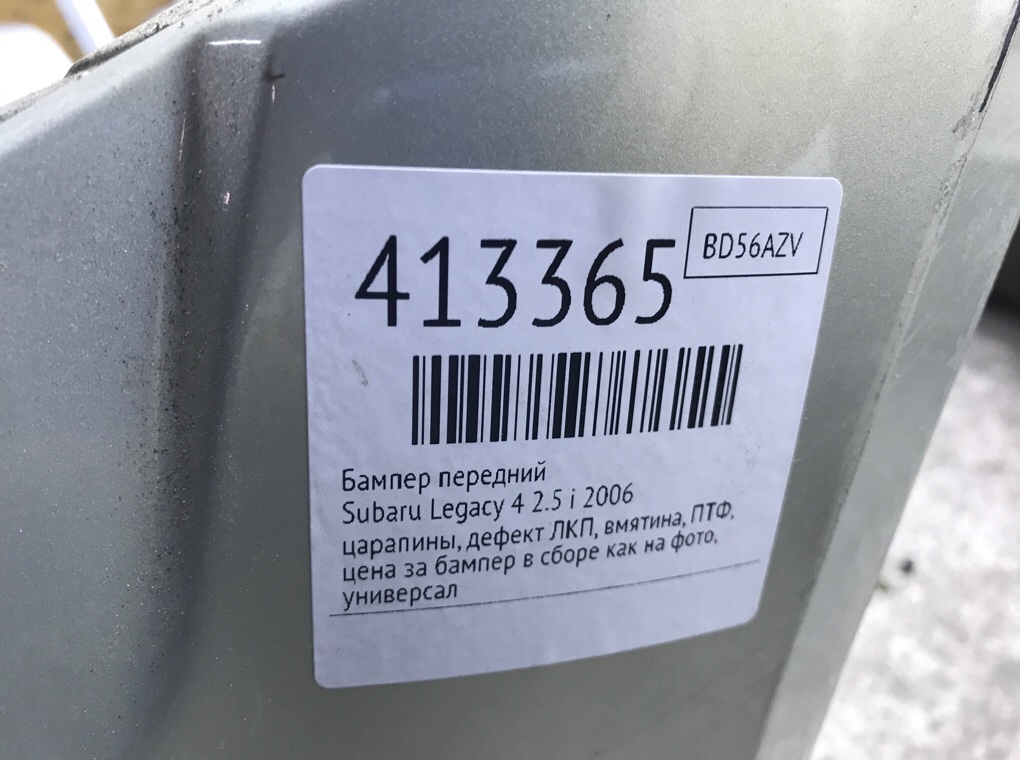 413365
BD56AZV
Бампер передний
Subaru Legacy 4 2.5 i 2006
царапины, дефект ЛКП, вмятина, ПТФ,
цена за бампер в сборе как на фото.
универсал